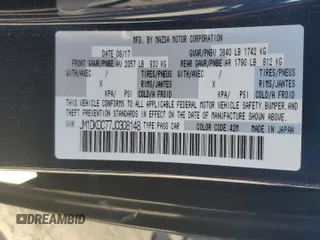 MFD. BY MAZDA MOTOR CORPORATION
DATE 08/17 GVWR/PNBV 3840 LB 1742 KG
FRONT GAWR/PNBE AV 2057 LB 933 KG REAR GAWR/PNBE AR 1790 LB 812 KG
WITH/AVEC TIRES/PNEUS WITH/AVEC TIRES/PNEUS
X RIMS/JANTES X RIMS/JANTES
KPA/ PSI COLD/A FROID KPA/ PSI COLD/A FROID
THIS VEHICLE CONFORMS TO ALL APPLICABLE FEDERAL MOTOR VEHICLE SAFETY, BUMPER, AND THEFT PREVENTION STANDARDS IN EFFECT ON THE DATE OF MANUFACTURE SHOWN ABOVE.
VIN: JM1DKDC77J0308148 COLOR CODE: 42M
TYPE: PASS CAR MADE IN JAPAN
@DREAMBID